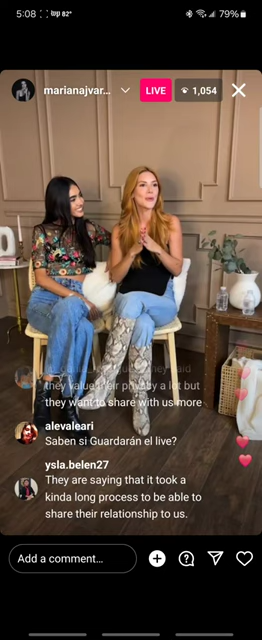 5:08
82°
79%
marianajvar...
LIVE
1,054
they value their privacy a lot but
they want to share with us more
alevaleari
Saben si Guardarán el live?
ysla.belen27
They are saying that it took a
kinda long process to be able to
share their relationship to us.
Add a comment...